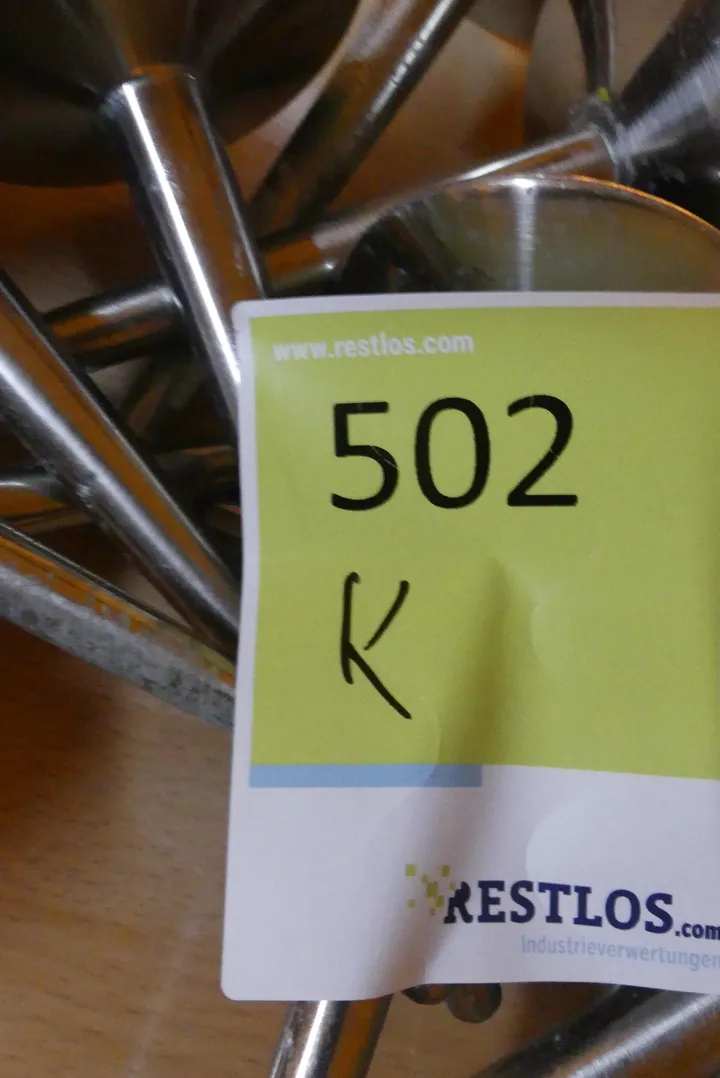 www.restlos.com
502
K
RESTLOS.com
Industrieverwertungen